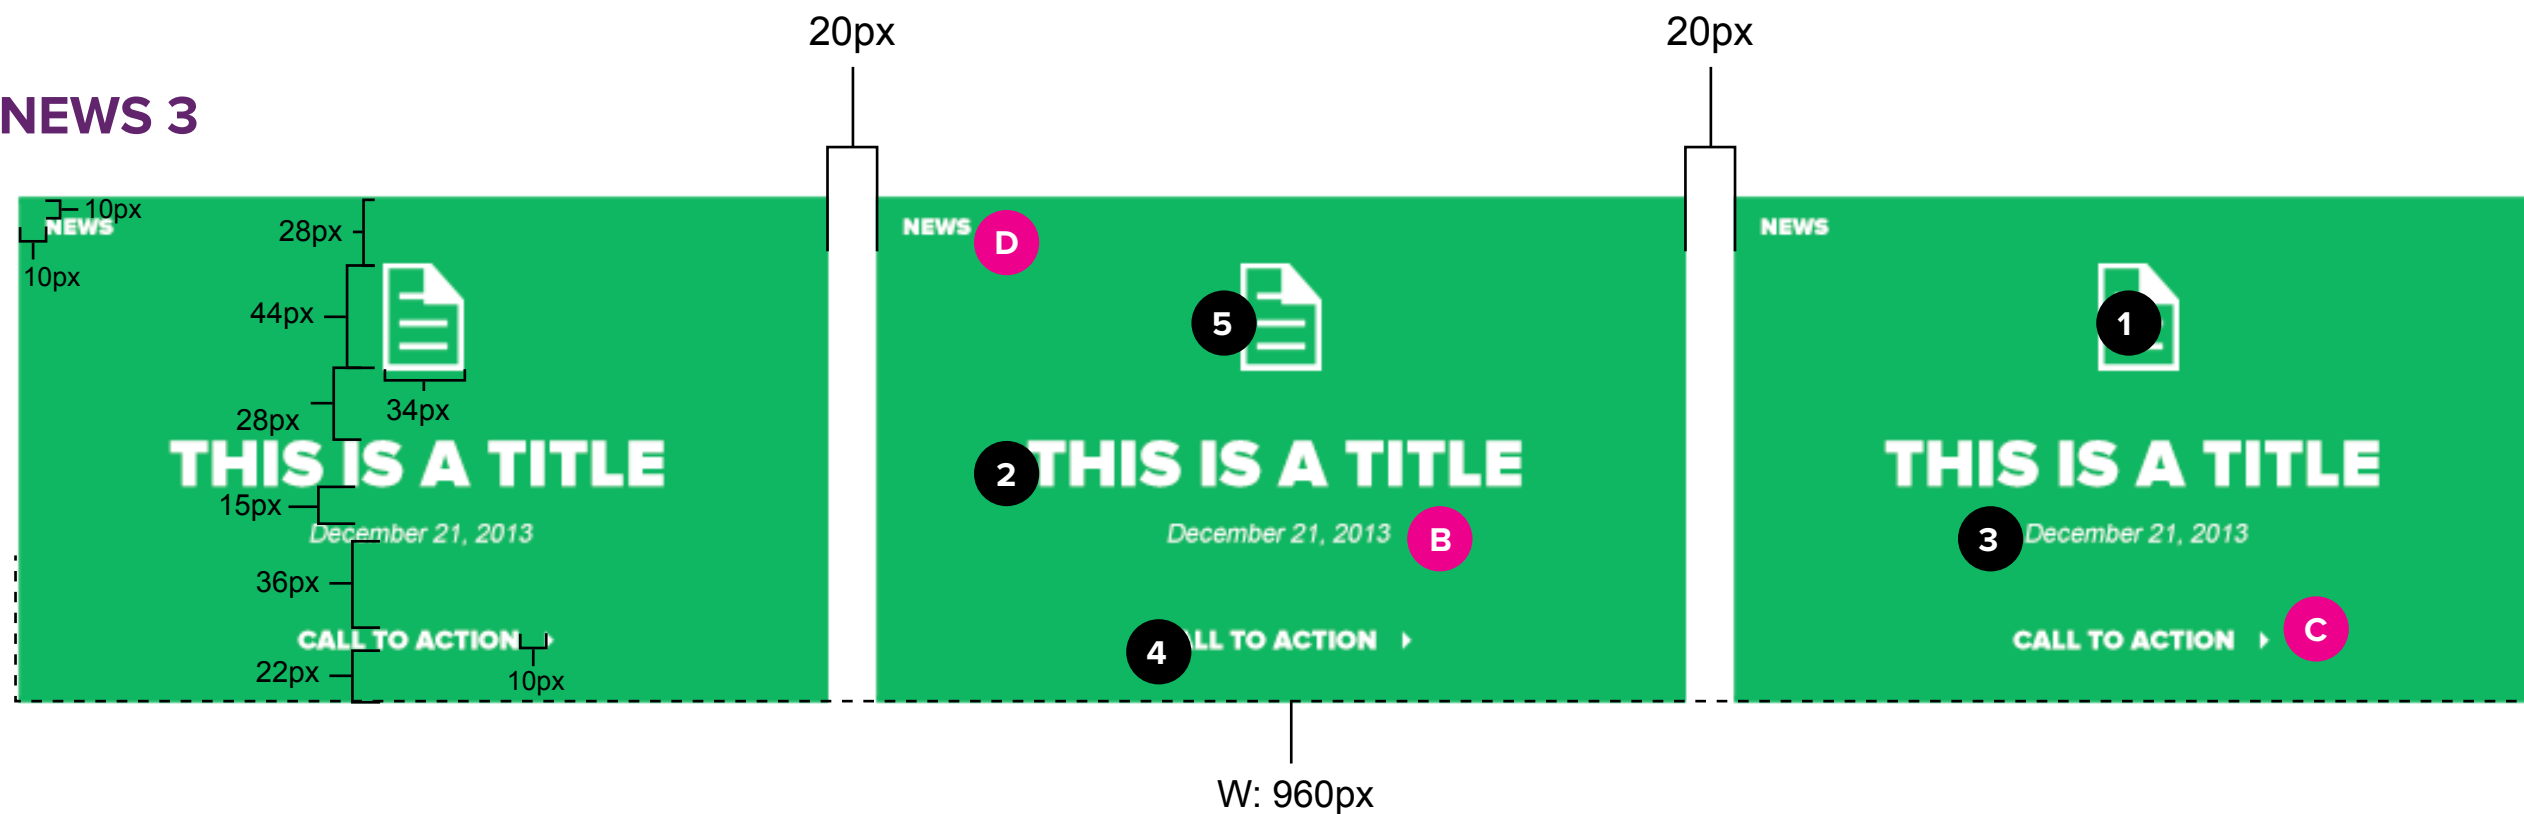 20px
20px
NEWS 3
10px
NEWS
10px
28px
44px
28px
34px
THIS IS A TITLE
15px
December 21, 2013
36px
CALL TO ACTION
10px
22px
NEWS
D
5
2
THIS IS A TITLE
December 21, 2013
B
4
LL TO ACTION
NEWS
1
THIS IS A TITLE
3
December 21, 2013
C
CALL TO ACTION
W: 960px